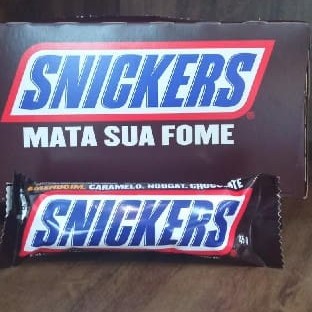 SNICKERS
MATA SUA FOME
AMENDOIM. CARAMELO. NOUGAT. CHOCOLATE
SNICKERS